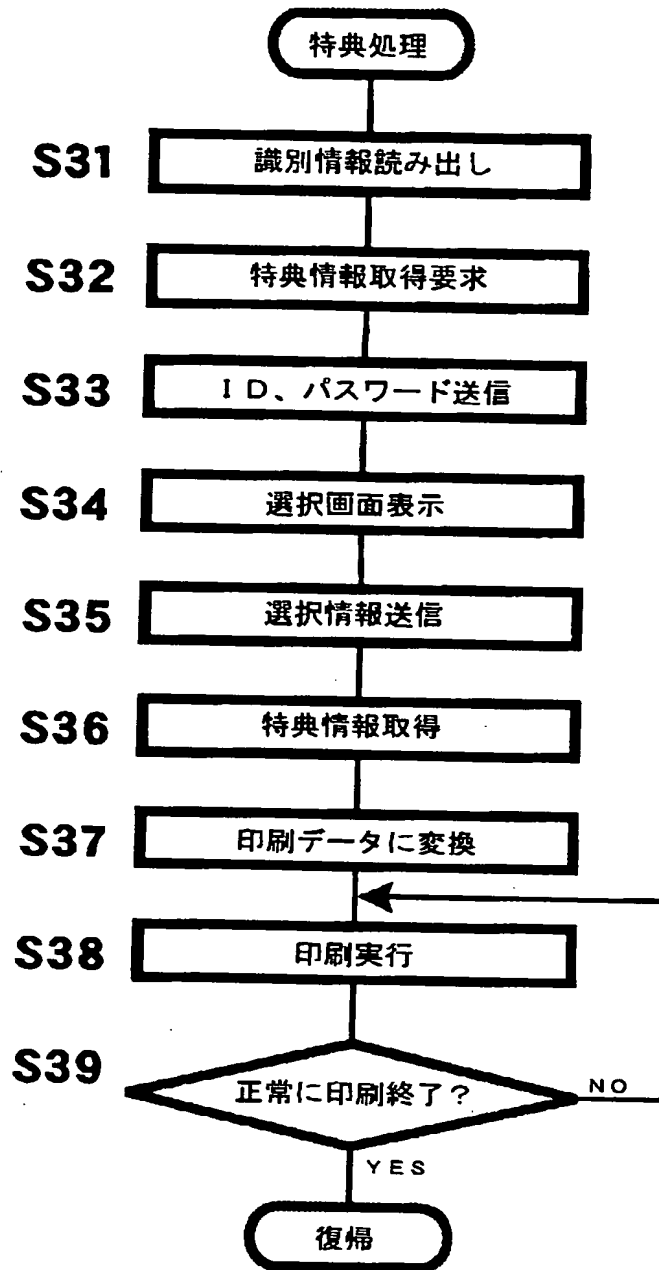 特典処理
S31 識別情報読み出し
S32 特典情報取得要求
S33 ID、パスワード送信
S34 選択画面表示
S35 選択情報送信
S36 特典情報取得
S37 印刷データに変換
S38 印刷実行
S39 正常に印刷終了?
NO
YES
復帰